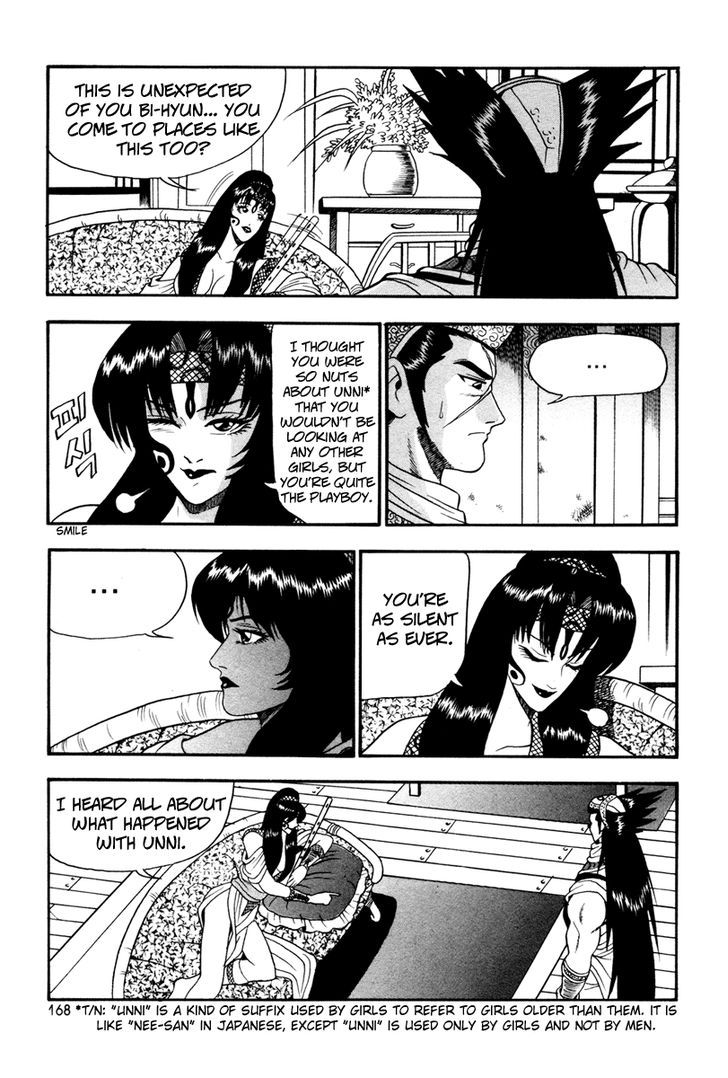 THIS IS UNEXPECTED
OF YOU BI-HYUN... YOU
COME TO PLACES LIKE
THIS TOO?
...
I THOUGHT
YOU WERE
SO NUTS
ABOUT UNNI*
THAT YOU
WOULDN'T BE
LOOKING AT
ANY OTHER
GIRLS, BUT
YOU'RE QUITE
THE PLAYBOY.
피식
SMILE
...
YOU'RE
AS SILENT
AS EVER.
I HEARD ALL ABOUT
WHAT HAPPENED
WITH UNNI.
168 *T/N: "UNNI" IS A KIND OF SUFFIX USED BY GIRLS TO REFER TO GIRLS OLDER THAN THEM. IT IS
LIKE "NEE-SAN" IN JAPANESE, EXCEPT "UNNI" IS USED ONLY BY GIRLS AND NOT BY MEN.